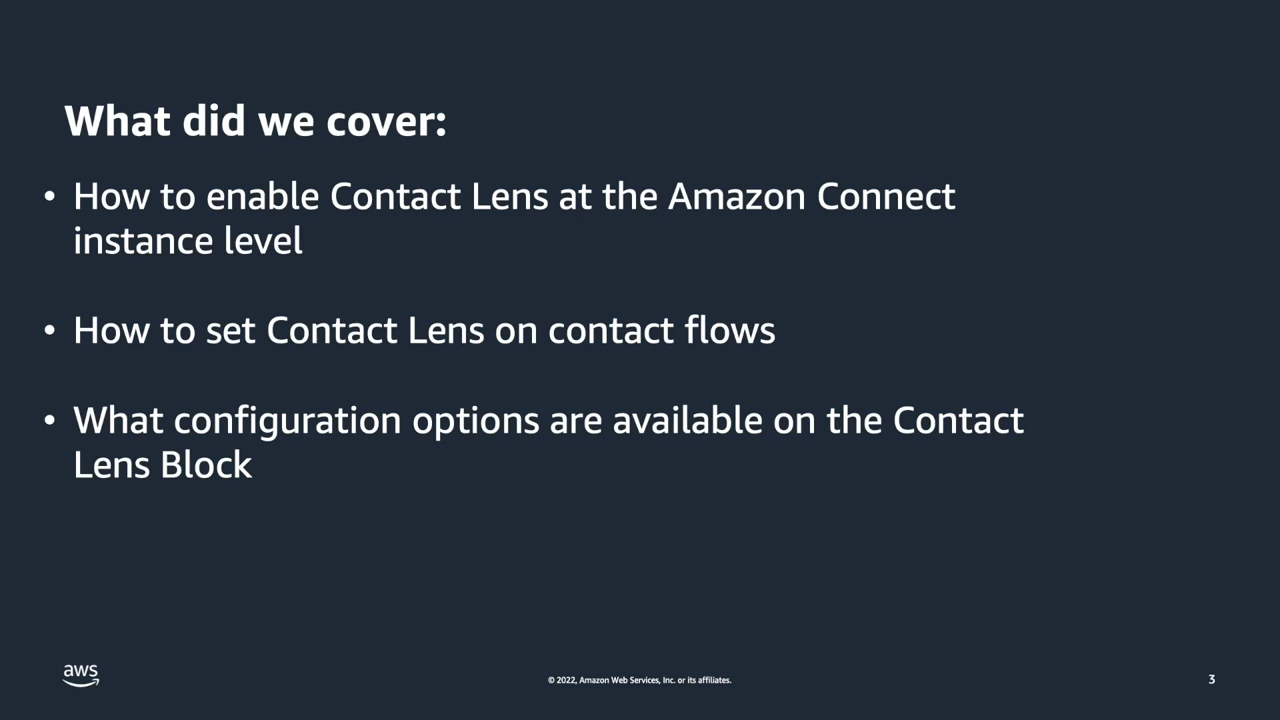 What did we cover:
• How to enable Contact Lens at the Amazon Connect
instance level
• How to set Contact Lens on contact flows
• What configuration options are available on the Contact
Lens Block
aws
© 2022, Amazon Web Services, Inc. or its affiliates.
3